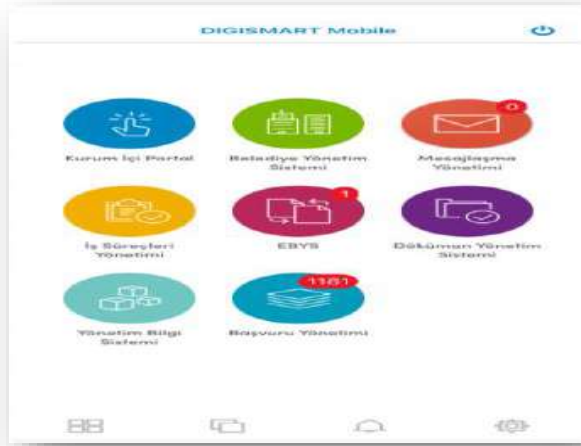 DIGISMART Mobile
Kurum İçi Portal
Belediye Yönetim
Sistemi
0
Mesajlaşma
Yönetimi
İş Süreçleri
Yönetimi
1
EBYS
Döküman Yönetim
Sistemi
Yönetim Bilgi
Sistemi
1161
Başvuru Yönetimi